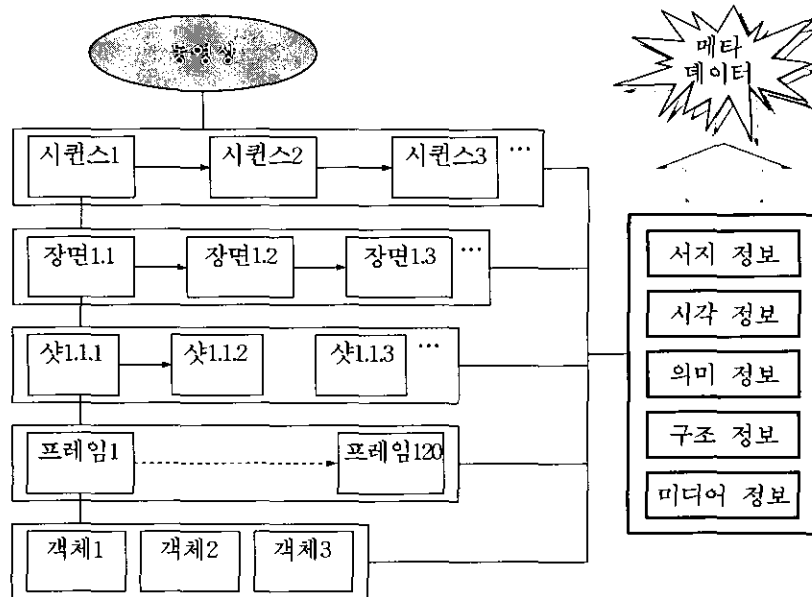 동영상
메타
데이터
시퀀스1 시퀀스2 시퀀스3 ...
장면1.1 장면1.2 장면1.3 ...
샷1.1.1 샷1.1.2 샷1.1.3 ...
프레임1 프레임120
객체1 객체2 객체3
서지 정보
시각 정보
의미 정보
구조 정보
미디어 정보